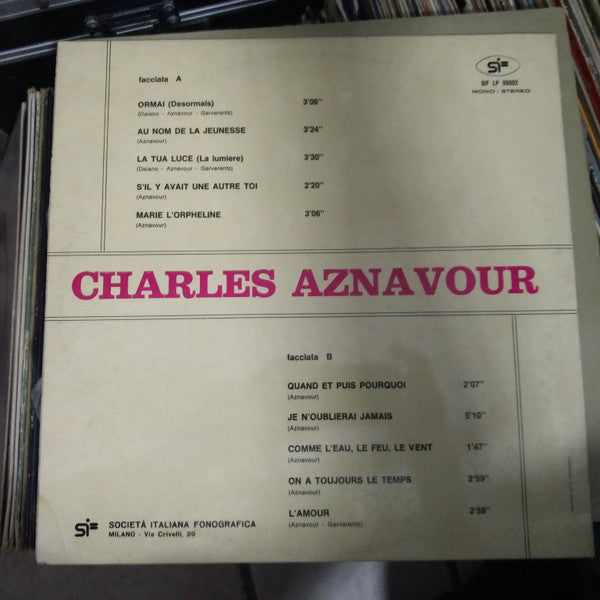 facciata A
SIF
SIF LP 90002
MONO - STEREO
ORMAI (Desormais) 3'06"
(Daiano - Aznavour - Garvarentz)
AU NOM DE LA JEUNESSE 3'24"
(Aznavour)
LA TUA LUCE (La lumiere) 3'30"
(Daiano - Aznavour - Garvarentz)
S'IL Y AVAIT UNE AUTRE TOI 2'20"
(Aznavour)
MARIE L'ORPHELINE 3'06"
(Aznavour)
CHARLES AZNAVOUR
facciata B
QUAND ET PUIS POURQUOI 2'07"
(Aznavour)
JE N'OUBLIERAI JAMAIS 5'10"
(Aznavour)
COMME L'EAU, LE FEU, LE VENT 1'47"
(Aznavour)
ON A TOUJOURS LE TEMPS 2'59"
(Aznavour)
L'AMOUR 2'56"
(Aznavour - Garvarentz)
SIF SOCIETÀ ITALIANA FONOGRAFICA
MILANO - Via Crivelli, 20